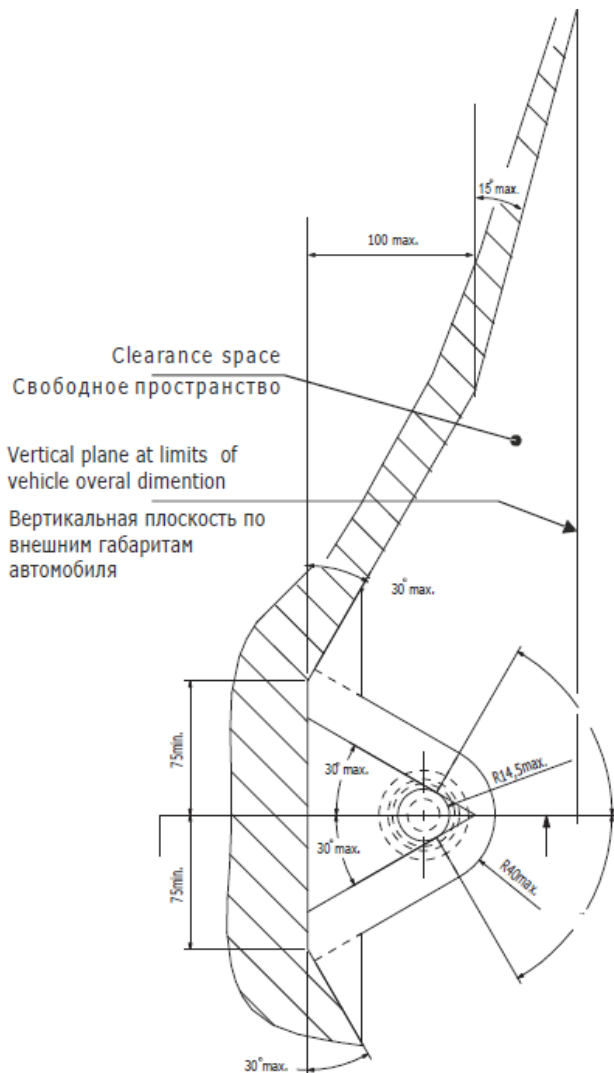 15° max.
100 max.
Clearance space
Свободное пространство
Vertical plane at limits of
vehicle overal dimention
Вертикальная плоскость по
внешним габаритам
автомобиля
30° max.
75min.
30° max.
R14,5max.
30° max.
75min.
R40max.
30° max.